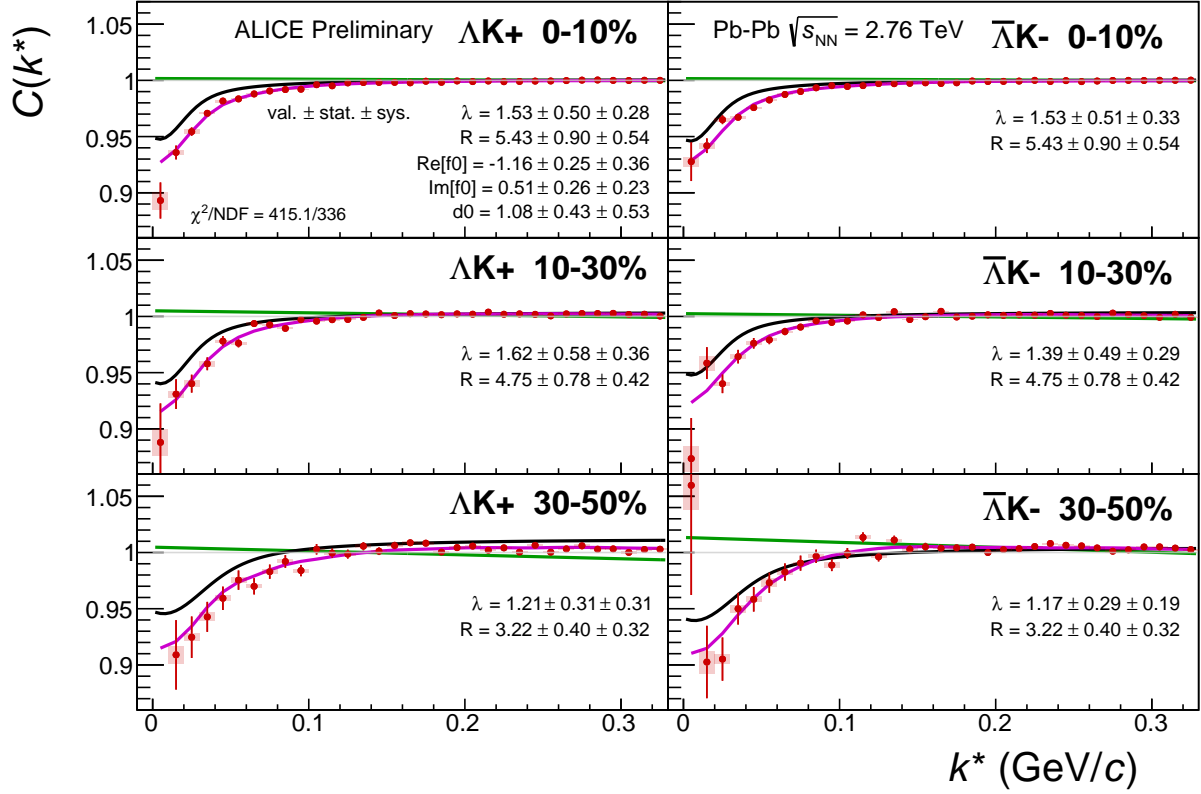 C(k*)
1.05
1
0.95
0.9
ALICE Preliminary ΛK+ 0-10%
val. ± stat. ± sys.
λ = 1.53 ± 0.50 ± 0.28
R = 5.43 ± 0.90 ± 0.54
Re[f0] = -1.16 ± 0.25 ± 0.36
Im[f0] = 0.51 ± 0.26 ± 0.23
d0 = 1.08 ± 0.43 ± 0.53
χ²/NDF = 415.1/336
Pb-Pb √sNN = 2.76 TeV Λ̅K- 0-10%
λ = 1.53 ± 0.51 ± 0.33
R = 5.43 ± 0.90 ± 0.54
1.05
1
0.95
0.9
ΛK+ 10-30%
λ = 1.62 ± 0.58 ± 0.36
R = 4.75 ± 0.78 ± 0.42
Λ̅K- 10-30%
λ = 1.39 ± 0.49 ± 0.29
R = 4.75 ± 0.78 ± 0.42
1.05
1
0.95
0.9
ΛK+ 30-50%
λ = 1.21 ± 0.31 ± 0.31
R = 3.22 ± 0.40 ± 0.32
Λ̅K- 30-50%
λ = 1.17 ± 0.29 ± 0.19
R = 3.22 ± 0.40 ± 0.32
0 0.1 0.2 0.3 0 0.1 0.2 0.3
k* (GeV/c)